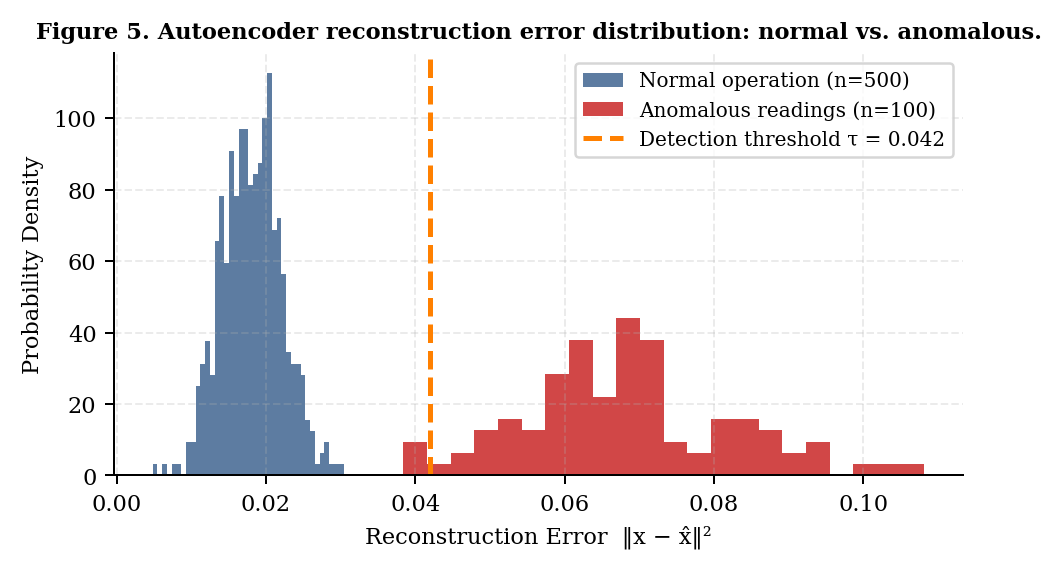 Figure 5. Autoencoder reconstruction error distribution: normal vs. anomalous.
Normal operation (n=500)
Anomalous readings (n=100)
Detection threshold τ = 0.042
Probability Density
100
80
60
40
20
0
0.00 0.02 0.04 0.06 0.08 0.10
Reconstruction Error ‖x − x̂‖²